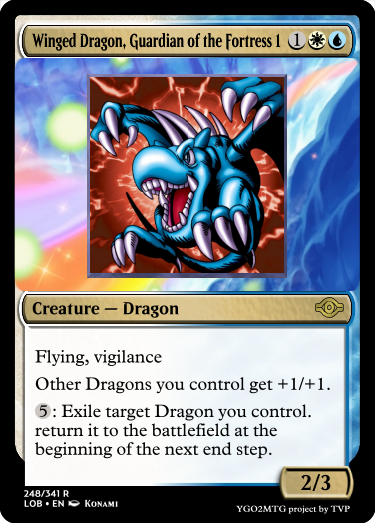 Winged Dragon, Guardian of the Fortress 1 1
Creature — Dragon
Flying, vigilance
Other Dragons you control get +1/+1.
5: Exile target Dragon you control.
return it to the battlefield at the
beginning of the next end step.
2/3
248/341 R
LOB • EN Konami
YGO2MTG project by TVP